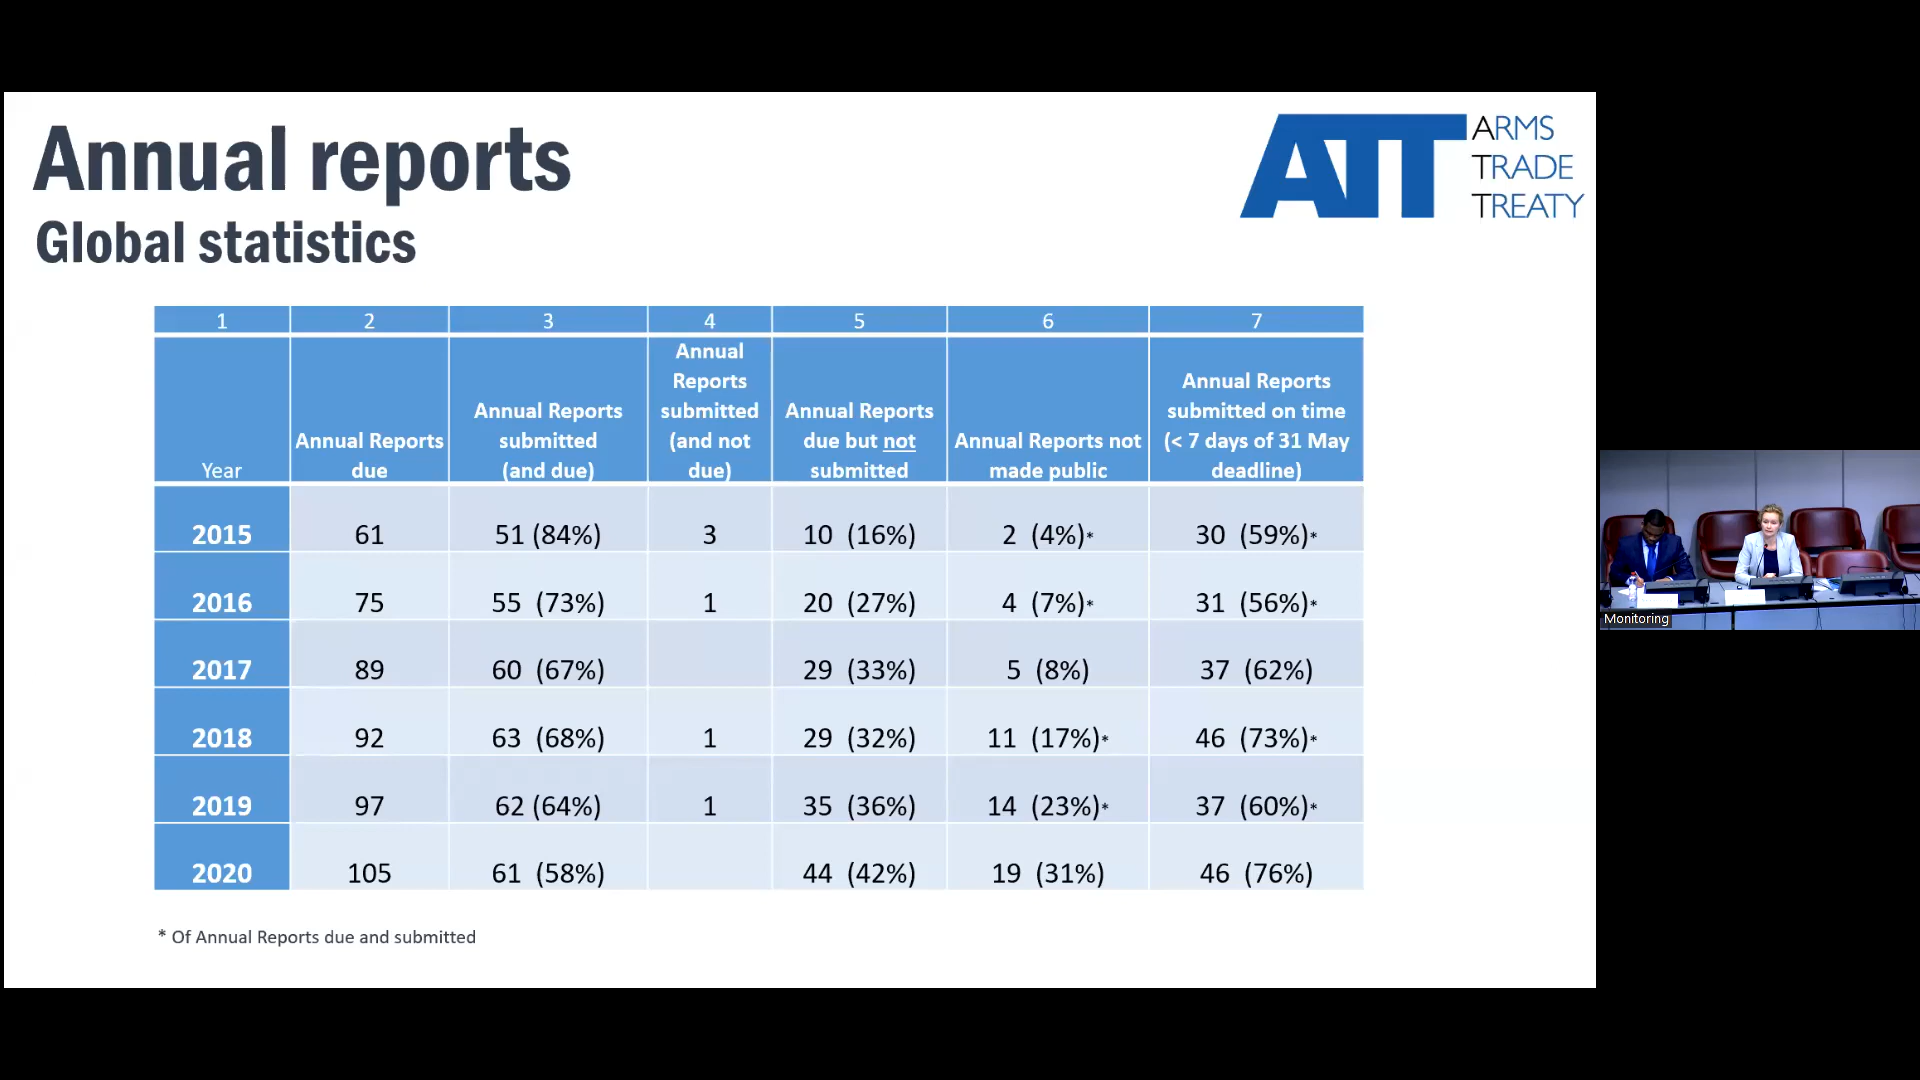 Annual reports
Global statistics
ATT
ARMS
TRADE
TREATY
1 2 3 4 5 6 7
Year
Annual Reports
due
Annual Reports
submitted
(and due)
Annual
Reports
submitted
(and not
due)
Annual Reports
due but not
submitted
Annual Reports not
made public
Annual Reports
submitted on time
(< 7 days of 31 May
deadline)
2015 61 51 (84%) 3 10 (16%) 2 (4%)* 30 (59%)*
2016 75 55 (73%) 1 20 (27%) 4 (7%)* 31 (56%)*
2017 89 60 (67%) 29 (33%) 5 (8%) 37 (62%)
2018 92 63 (68%) 1 29 (32%) 11 (17%)* 46 (73%)*
2019 97 62 (64%) 1 35 (36%) 14 (23%)* 37 (60%)*
2020 105 61 (58%) 44 (42%) 19 (31%) 46 (76%)
* Of Annual Reports due and submitted
Monitoring